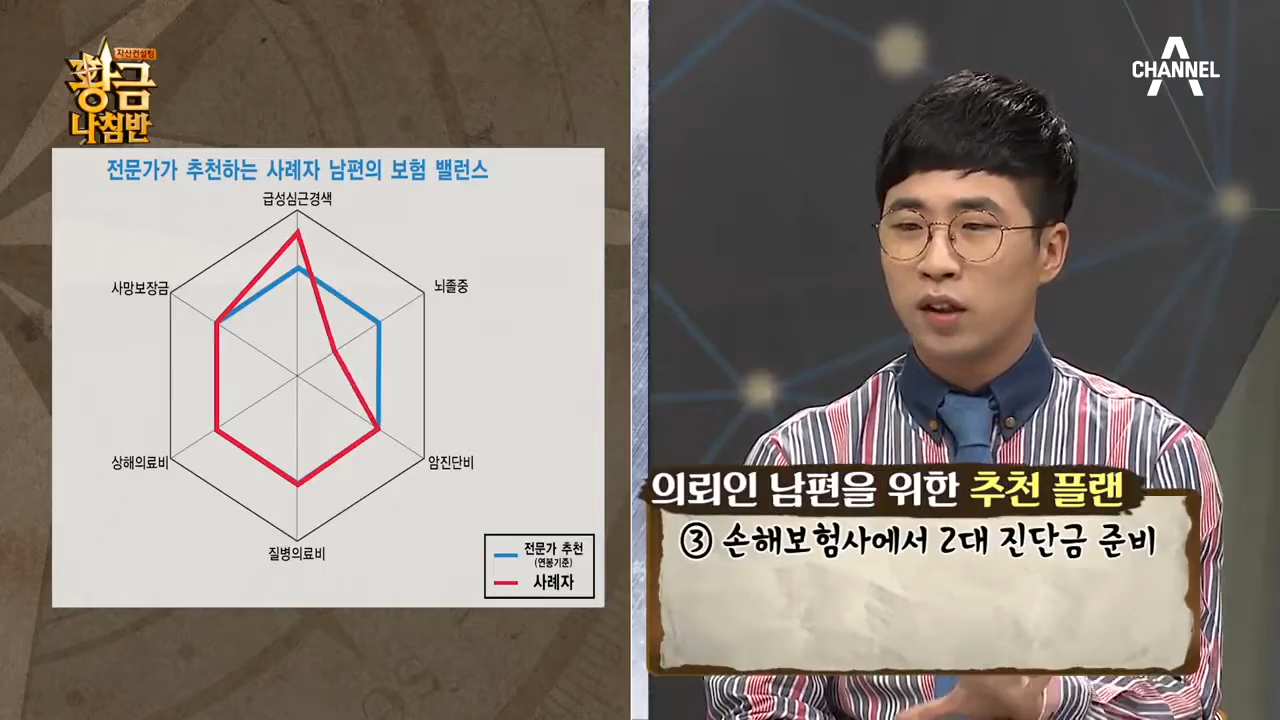 자산컨설팅
황금
나침반
CHANNEL A
전문가가 추천하는 사례자 남편의 보험 밸런스
급성심근경색
사망보장금
뇌졸중
상해의료비
암진단비
질병의료비
전문가 추천
(연봉기준)
사례자
의뢰인 남편을 위한 추천 플랜
③ 손해보험사에서 2대 진단금 준비